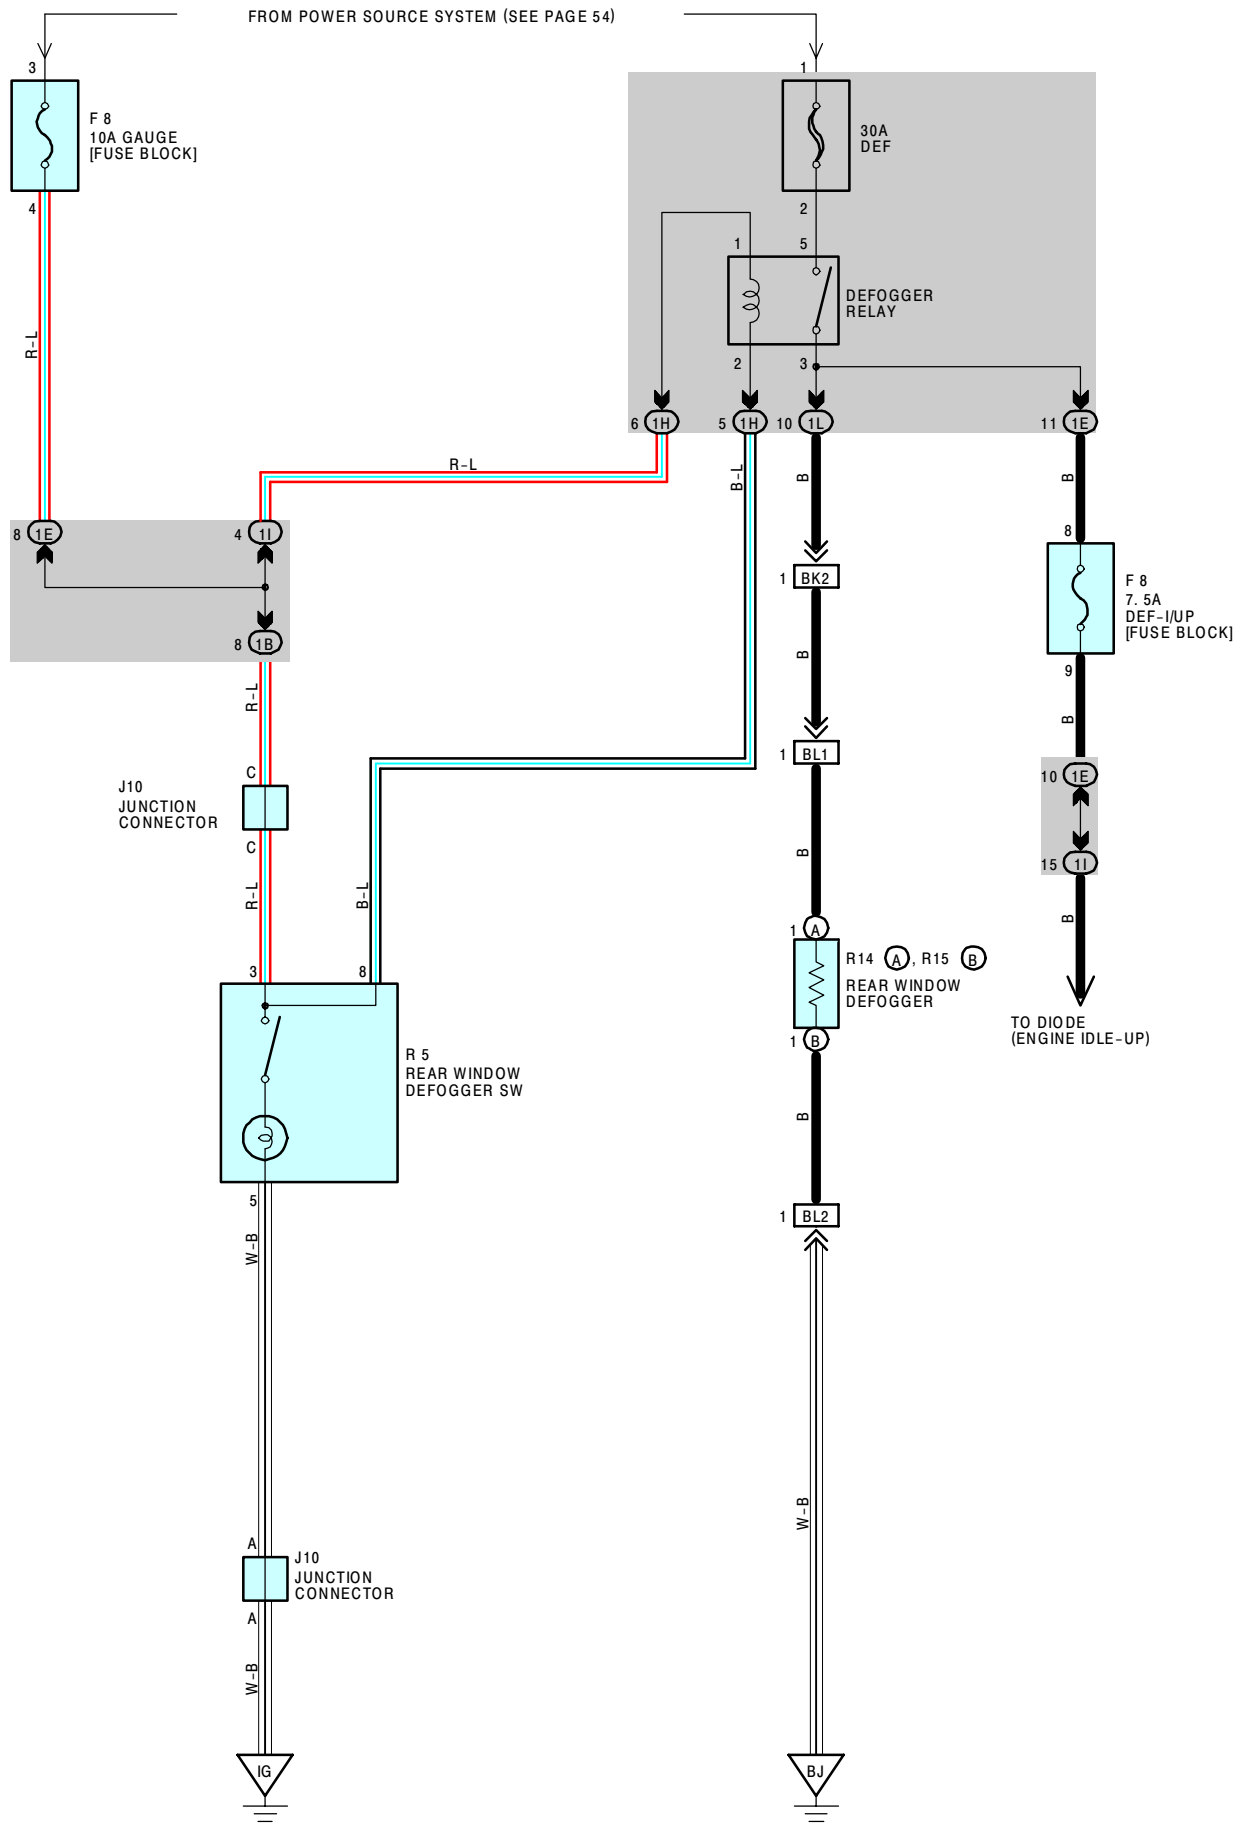 FROM POWER SOURCE SYSTEM (SEE PAGE 54)
3
1
F 8
10A GAUGE
[FUSE BLOCK]
30A
DEF
4
2
1
5
DEFOGGER
RELAY
R-L
2
3
6 1H
5 1H
10 1L
11 1E
R-L
B-L
B
B
8 1E
4 1I
8
1 BK2
F 8
7. 5A
DEF-I/UP
[FUSE BLOCK]
8 1B
B
9
R-L
B
1 BL1
C
10 1E
J10
JUNCTION
CONNECTOR
C
B
15 1I
R-L
B-L
B
1 A
3
8
R14 A, R15 B
REAR WINDOW
DEFOGGER
1 B
TO DIODE
(ENGINE IDLE-UP)
R 5
REAR WINDOW
DEFOGGER SW
B
5
1 BL2
W-B
W-B
A
J10
JUNCTION
CONNECTOR
A
W-B
IG
BJ